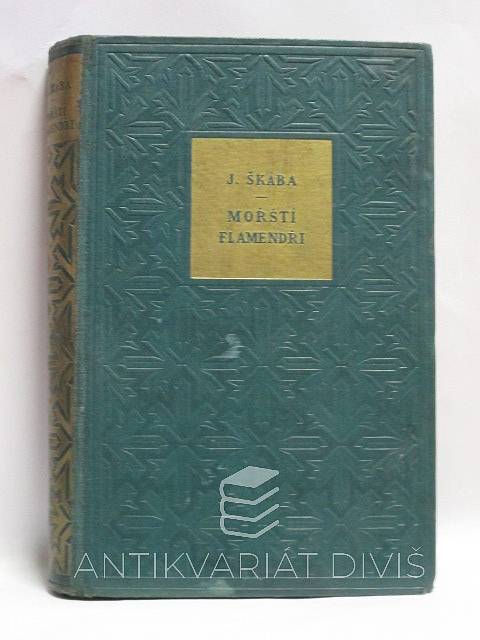 J. ŠKÁBA
MOŘŠTÍ
FLAMENDŘI
ANTIKVARIÁT DIVIŠ